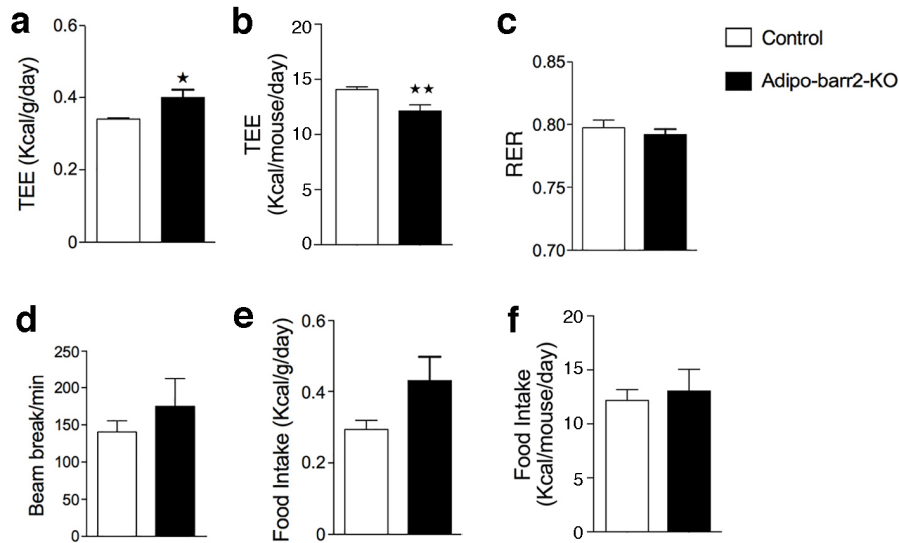 a
0.6
0.4
0.2
0
TEE (Kcal/g/day)
★
b
20
15
10
5
0
TEE
(Kcal/mouse/day)
★★
c
0.85
0.80
0.75
0.70
RER
Control
Adipo-barr2-KO
d
250
200
150
100
50
0
Beam break/min
e
0.6
0.4
0.2
0
Food Intake (Kcal/g/day)
f
20
15
10
5
0
Food Intake
(Kcal/mouse/day)